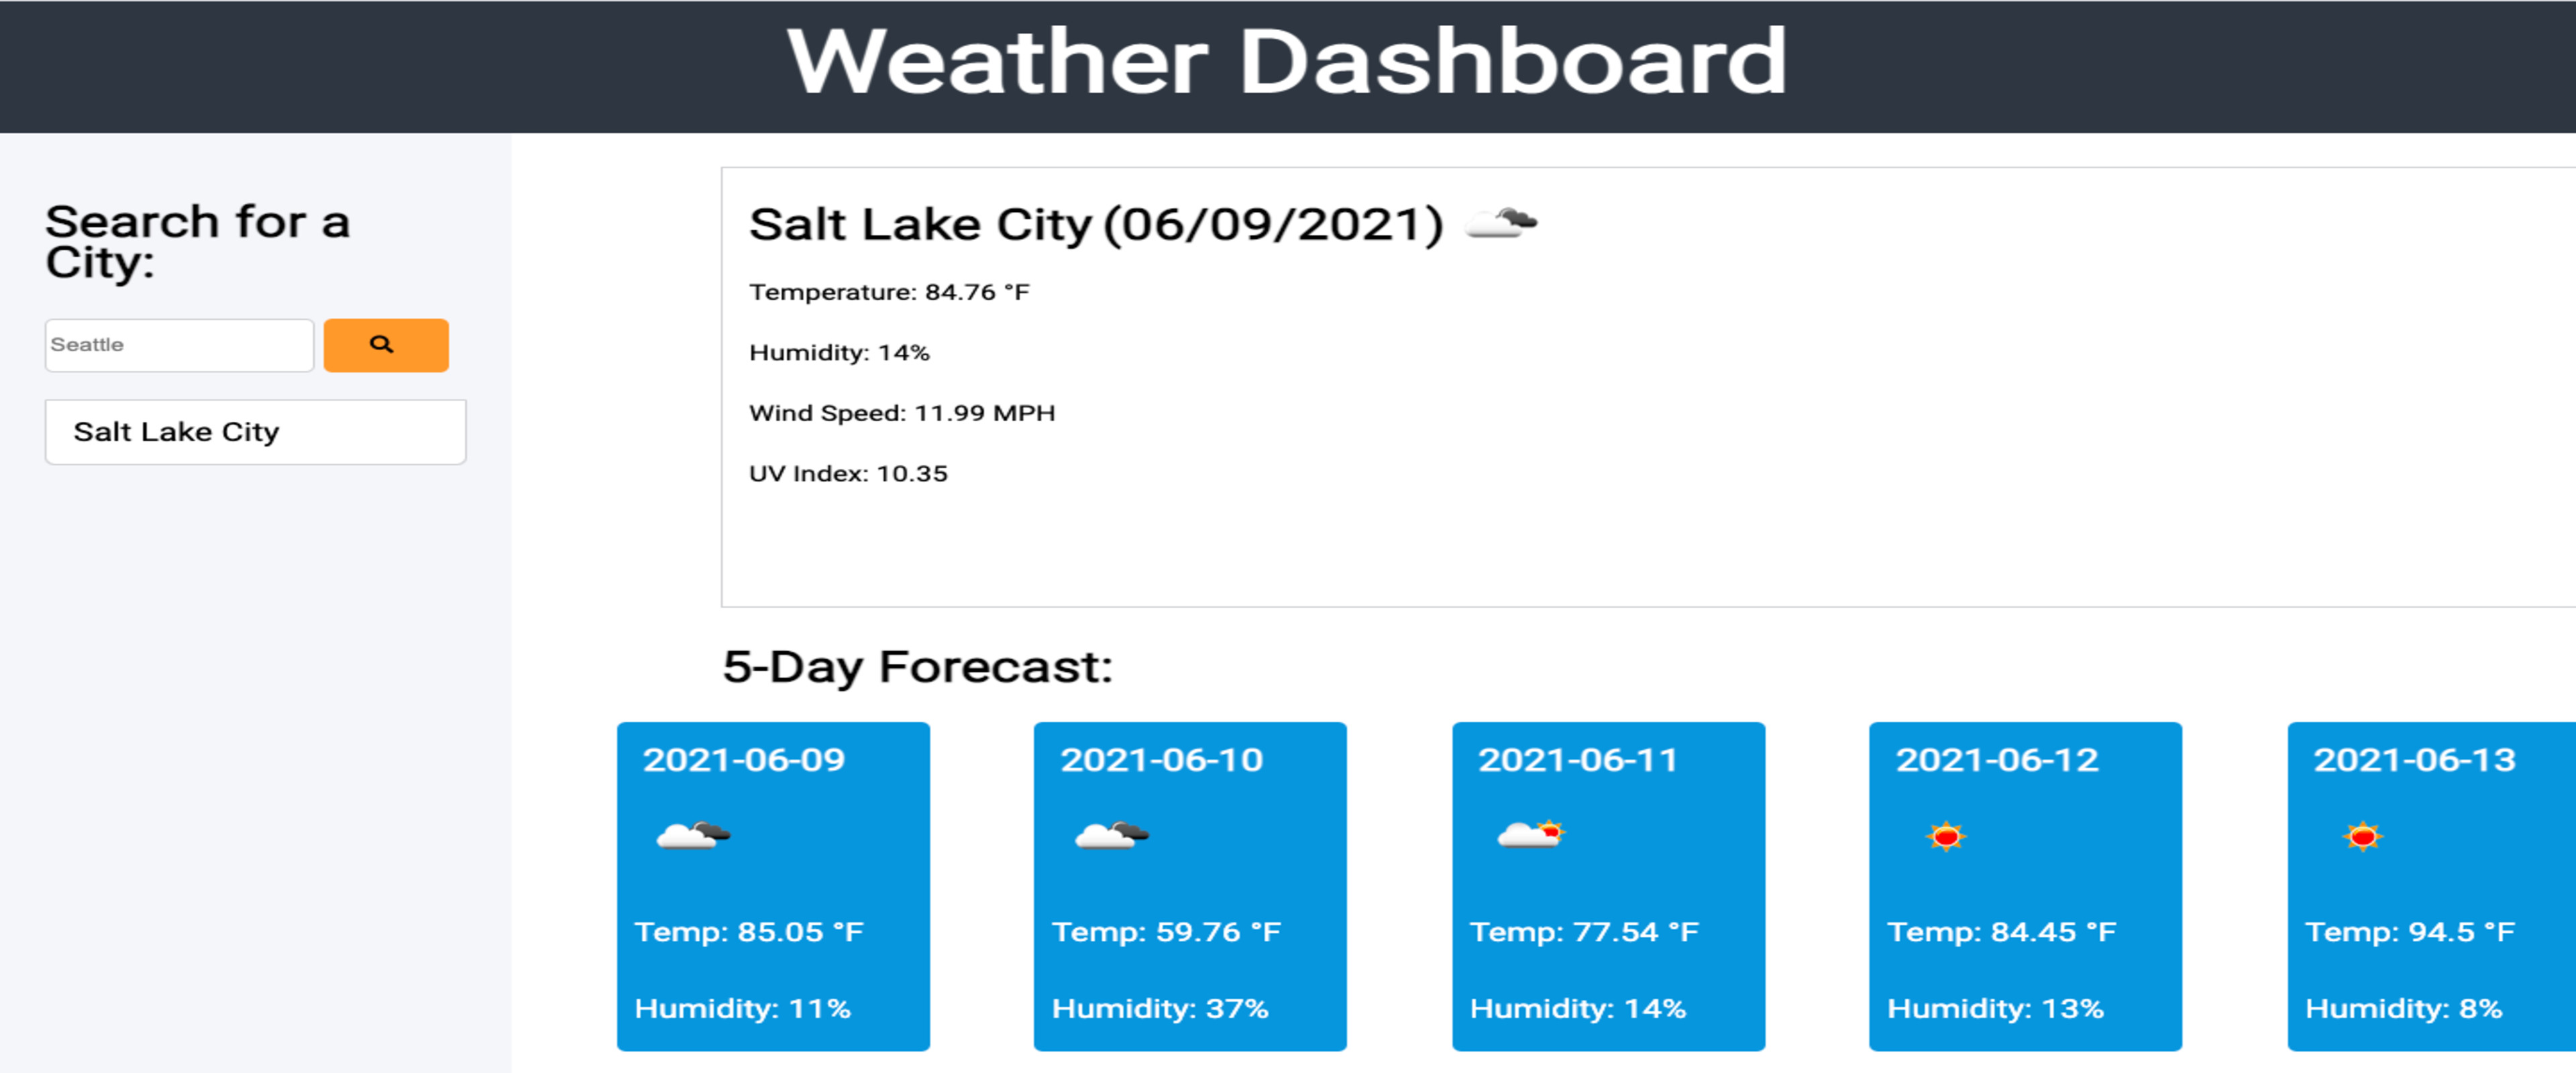 Weather Dashboard
Search for a
City:
Seattle
Salt Lake City
Salt Lake City (06/09/2021)
Temperature: 84.76 °F
Humidity: 14%
Wind Speed: 11.99 MPH
UV Index: 10.35
5-Day Forecast:
2021-06-09
Temp: 85.05 °F
Humidity: 11%
2021-06-10
Temp: 59.76 °F
Humidity: 37%
2021-06-11
Temp: 77.54 °F
Humidity: 14%
2021-06-12
Temp: 84.45 °F
Humidity: 13%
2021-06-13
Temp: 94.5 °F
Humidity: 8%